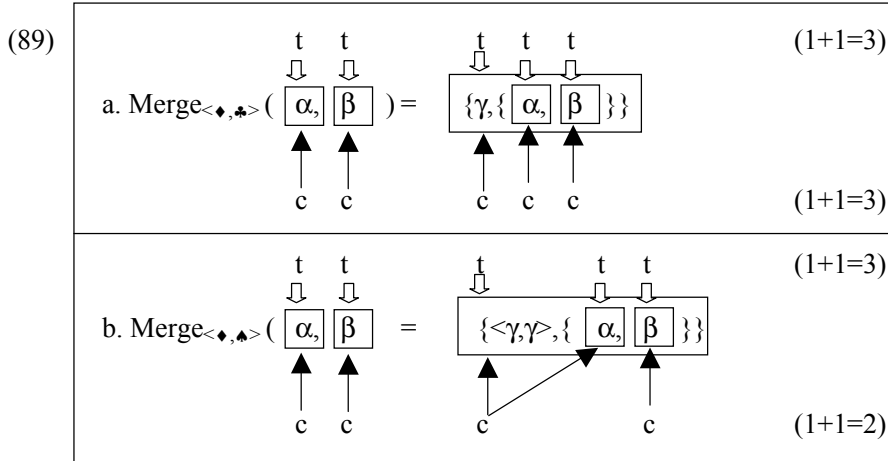 (89) t t t t t (1+1=3)
a. Merge<♦,♣>( α, β ) = {γ,{ α, β }}
c c c c c (1+1=3)
t t t t t (1+1=3)
b. Merge<♦,♠>( α, β = {<γ,γ>,{ α, β }}
c c c c (1+1=2)